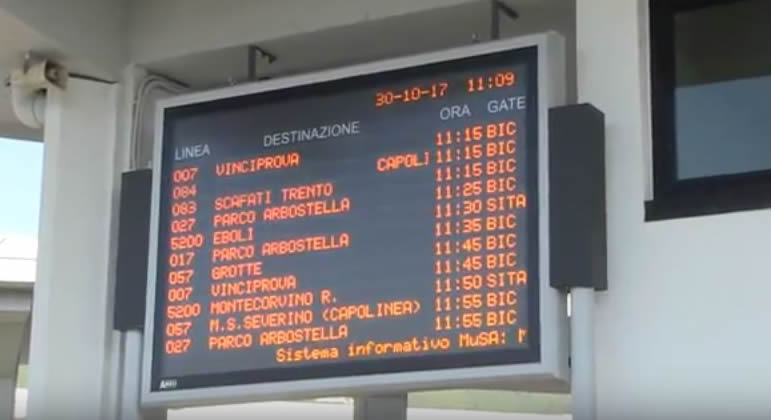 30-10-17 11:09
LINEA DESTINAZIONE ORA GATE
007 VINCIPROVA 11:15 BIC
084 CAPOLI 11:15 BIC
083 SCAFATI TRENTO 11:15 BIC
027 PARCO ARBOSTELLA 11:25 BIC
5200 EBOLI 11:30 SITA
017 PARCO ARBOSTELLA 11:35 BIC
057 GROTTE 11:45 BIC
007 VINCIPROVA 11:45 BIC
5200 MONTECORVINO R. 11:50 SITA
057 M.S.SEVERINO (CAPOLINEA) 11:55 BIC
027 PARCO ARBOSTELLA 11:55 BIC
Sistema informativo MuSA: